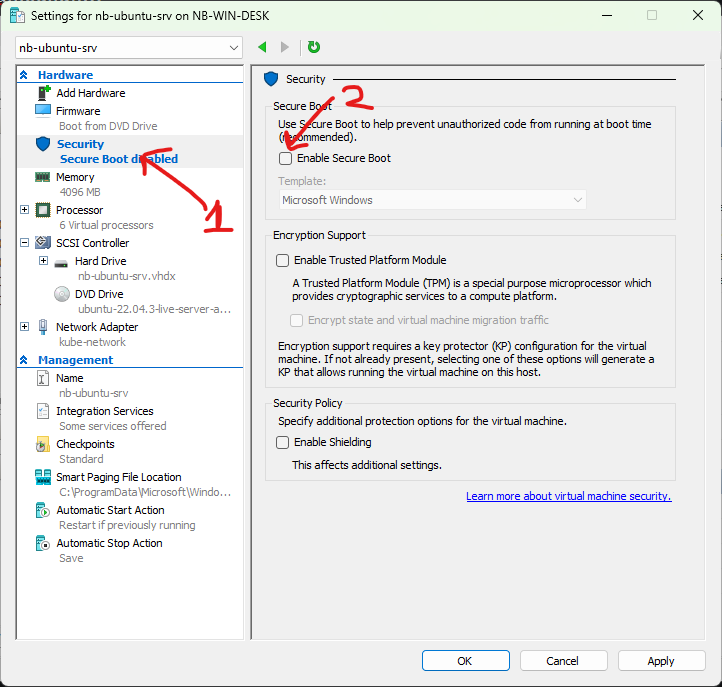 Settings for nb-ubuntu-srv on NB-WIN-DESK
nb-ubuntu-srv
Hardware
Add Hardware
Firmware
Boot from DVD Drive
Security
Secure Boot disabled
Memory
4096 MB
Processor
6 Virtual processors
SCSI Controller
Hard Drive
nb-ubuntu-srv.vhdx
DVD Drive
ubuntu-22.04.3-live-server-a...
Network Adapter
kube-network
Management
Name
nb-ubuntu-srv
Integration Services
Some services offered
Checkpoints
Standard
Smart Paging File Location
C:\ProgramData\Microsoft\Windo...
Automatic Start Action
Restart if previously running
Automatic Stop Action
Save
1
Security
Secure Boot
2
Use Secure Boot to help prevent unauthorized code from running at boot time
(recommended).
Enable Secure Boot
Template:
Microsoft Windows
Encryption Support
Enable Trusted Platform Module
A Trusted Platform Module (TPM) is a special purpose microprocessor which
provides cryptographic services to a compute platform.
Encrypt state and virtual machine migration traffic
Encryption support requires a key protector (KP) configuration for the virtual
machine. If not already present, selecting one of these options will generate a
KP that allows running the virtual machine on this host.
Security Policy
Specify additional protection options for the virtual machine.
Enable Shielding
This affects additional settings.
Learn more about virtual machine security.
OK
Cancel
Apply